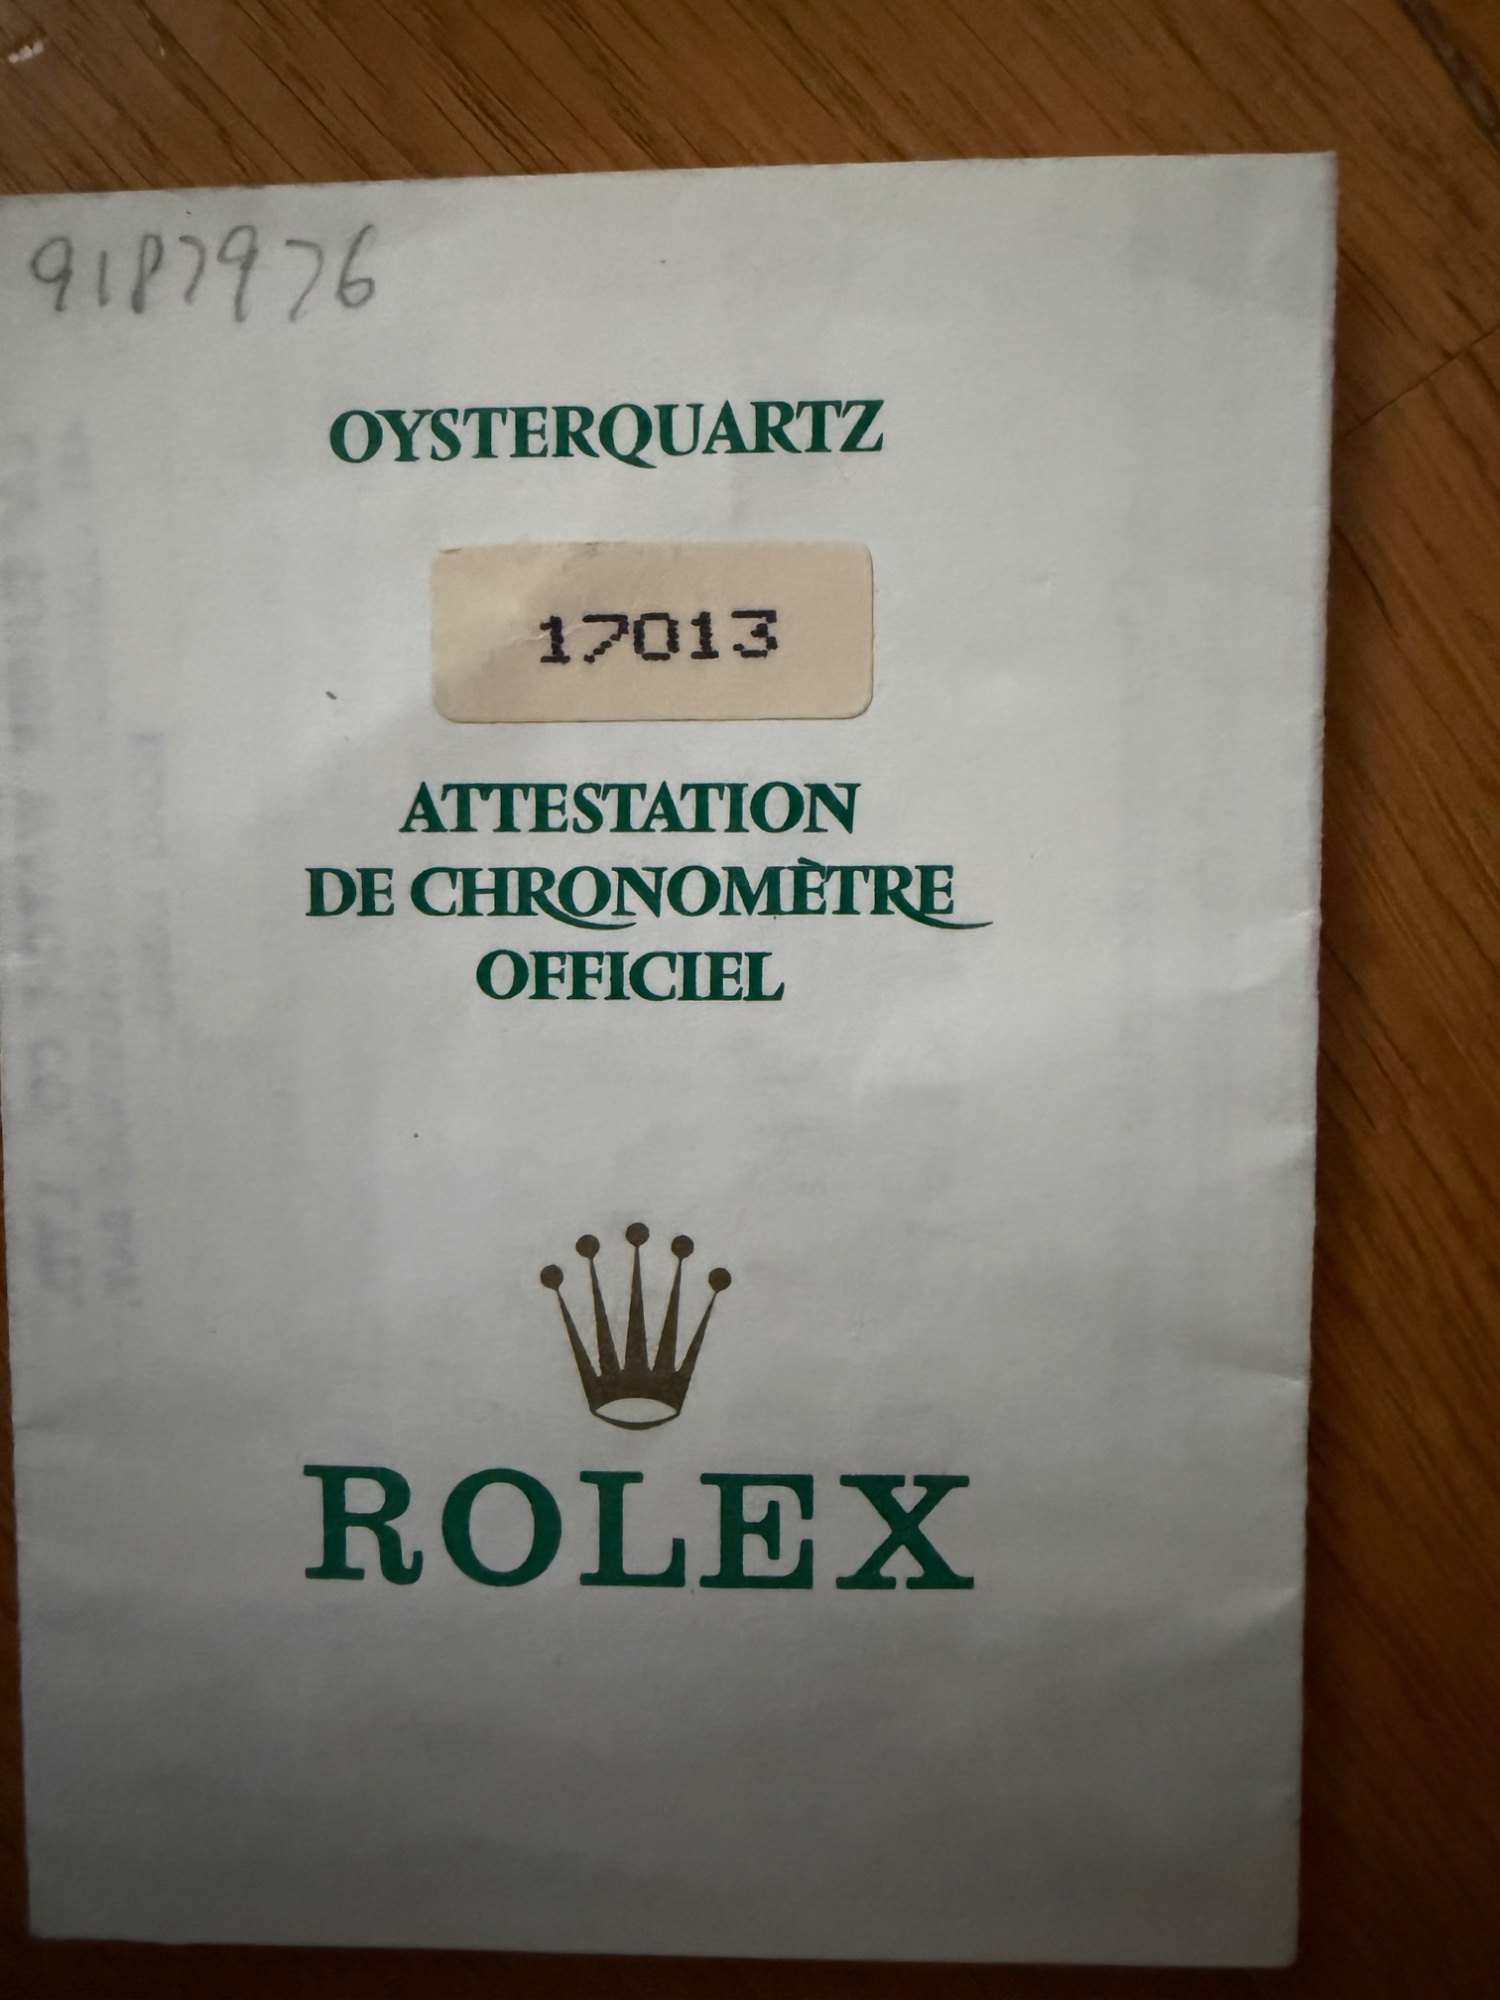 9187976
OYSTERQUARTZ
17013
ATTESTATION
DE CHRONOMÈTRE
OFFICIEL
ROLEX